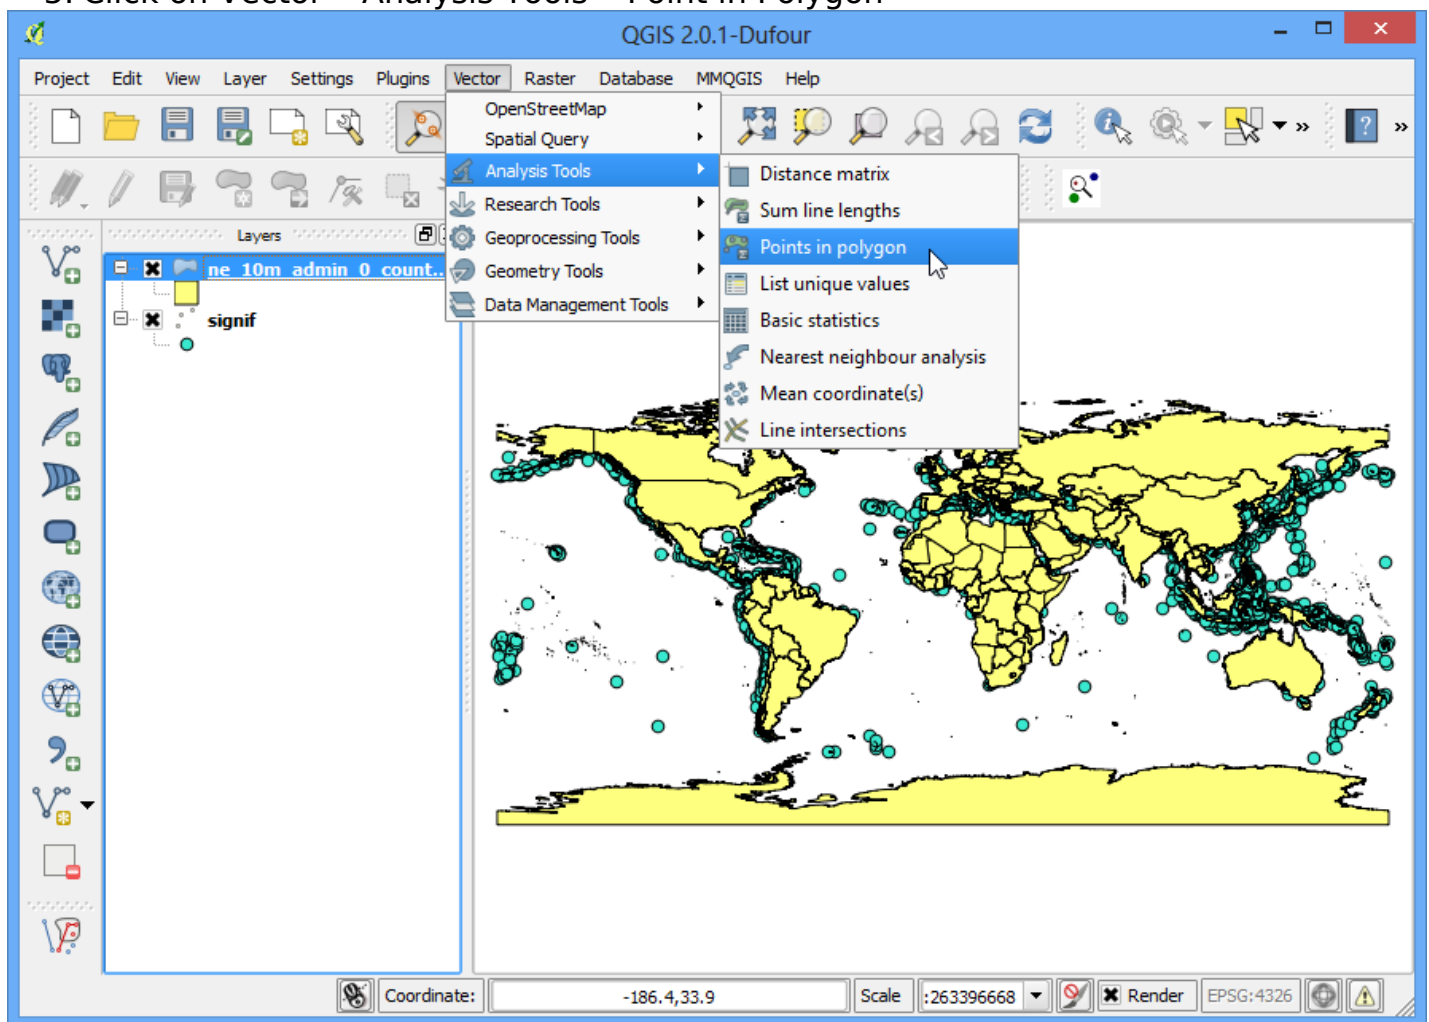 QGIS 2.0.1-Dufour
Project Edit View Layer Settings Plugins Vector Raster Database MMQGIS Help
OpenStreetMap
Spatial Query
Analysis Tools
Research Tools
Geoprocessing Tools
Geometry Tools
Data Management Tools
Distance matrix
Sum line lengths
Points in polygon
List unique values
Basic statistics
Nearest neighbour analysis
Mean coordinate(s)
Line intersections
Layers
ne_10m_admin_0_count..
signif
Coordinate: -186.4,33.9 Scale :263396668 Render EPSG:4326